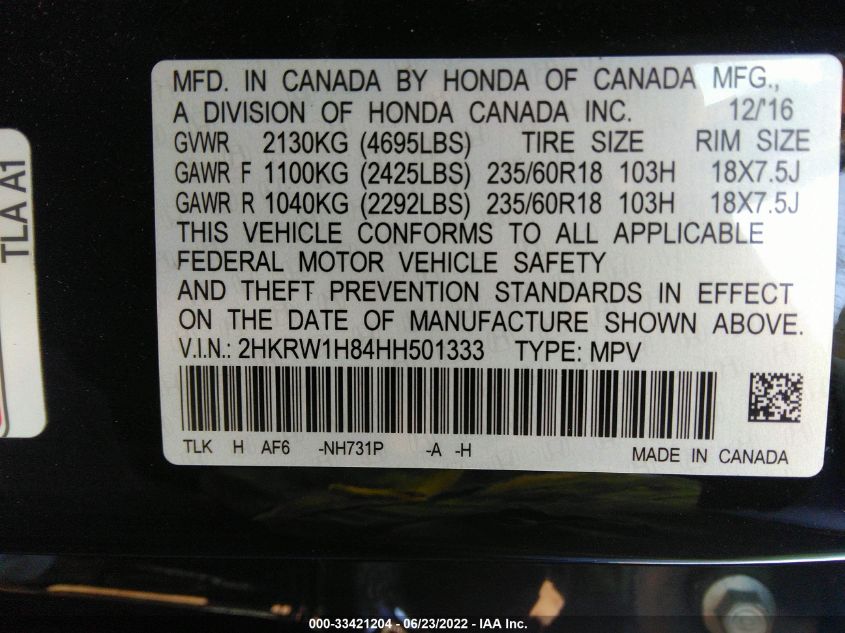 MFD. IN CANADA BY HONDA OF CANADA MFG.,
A DIVISION OF HONDA CANADA INC. 12/'16
GVWR 2130KG (4695LBS) TIRE SIZE RIM SIZE
GAWR F 1100KG (2425LBS) 235/60R18 103H 18X7.5J
GAWR R 1040KG (2292LBS) 235/60R18 103H 18X7.5J
THIS VEHICLE CONFORMS TO ALL APPLICABLE
FEDERAL MOTOR VEHICLE SAFETY
AND THEFT PREVENTION STANDARDS IN EFFECT
ON THE DATE OF MANUFACTURE SHOWN ABOVE.
V.I.N.: 2HKRW1H84HH501333 TYPE: MPV
TLK H AF6 -NH731P -A -H MADE IN CANADA
TLA A1
000-33421204 - 06/23/2022 - IAA Inc.